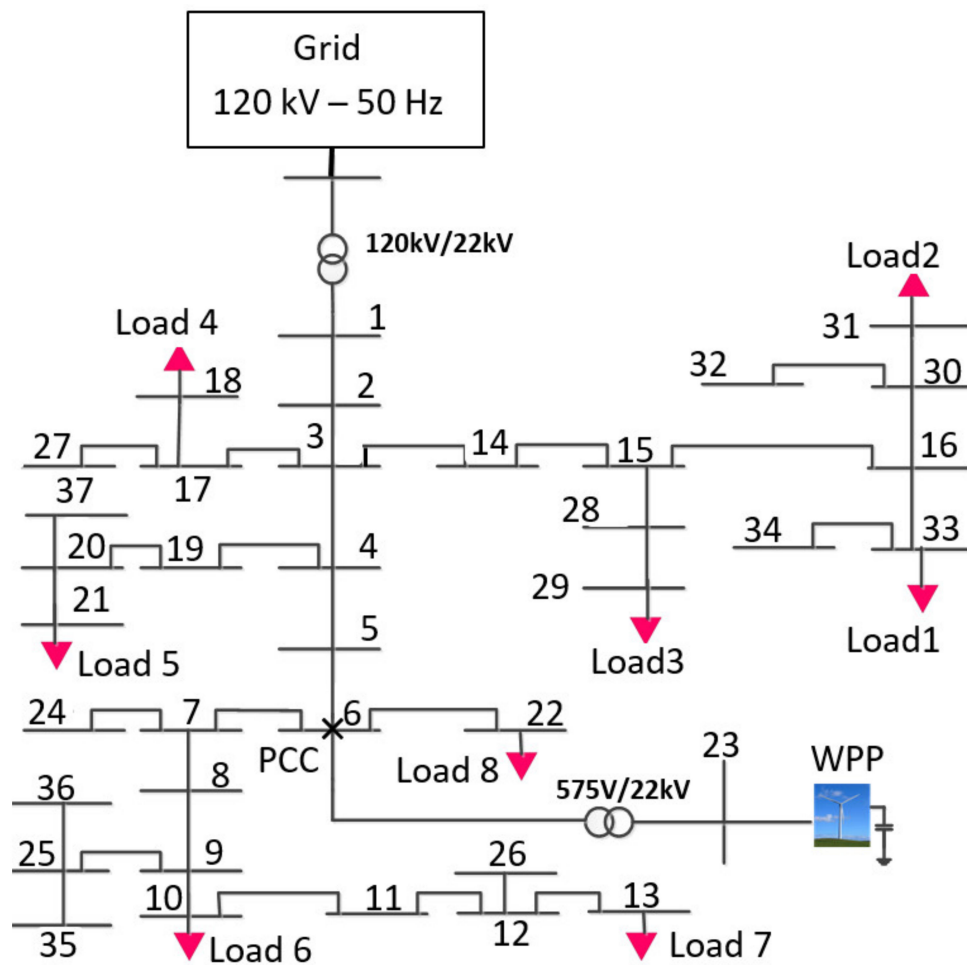 Grid
120 kV – 50 Hz
120kV/22kV
Load2
Load 4
1
31
18
32
30
2
27
3
14
15
16
17
37
28
34
33
20
19
4
29
21
5
Load3
Load1
Load 5
24
7
6
22
23
PCC
Load 8
WPP
36
8
575V/22kV
25
9
26
10
11
13
35
12
Load 6
Load 7